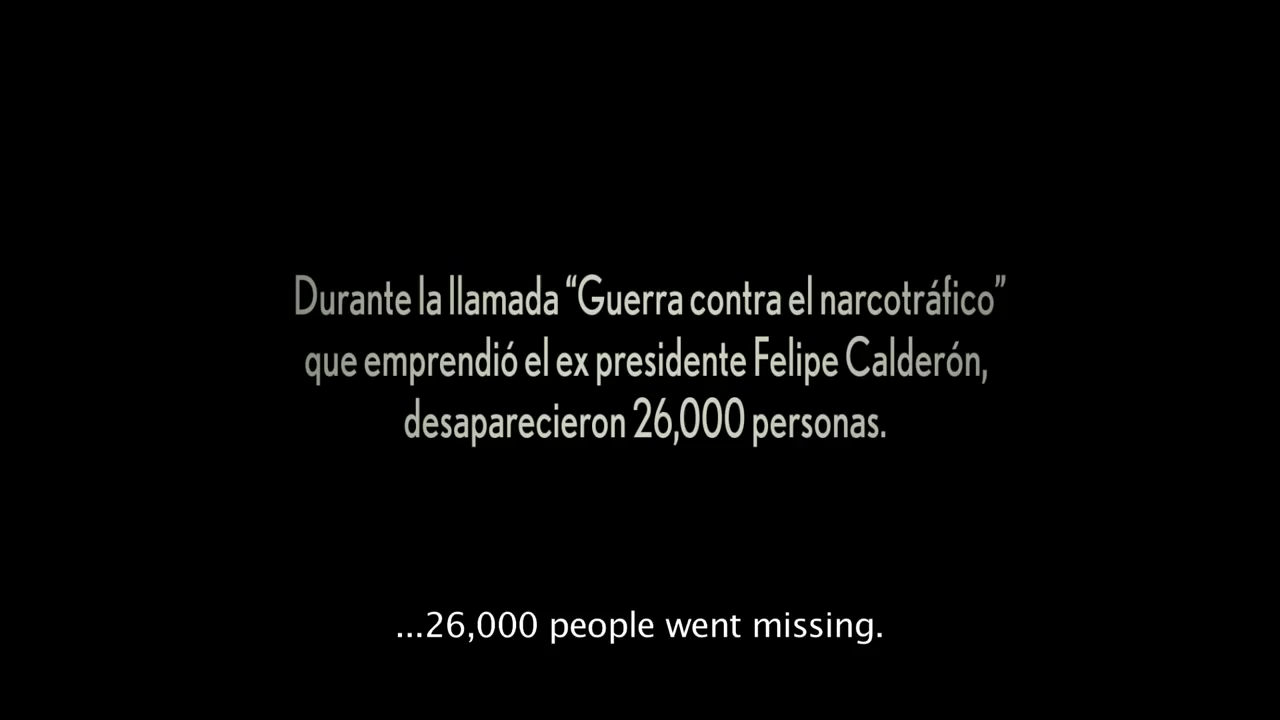 Durante la llamada “Guerra contra el narcotráfico”
que emprendió el ex presidente Felipe Calderón,
desaparecieron 26,000 personas.
...26,000 people went missing.